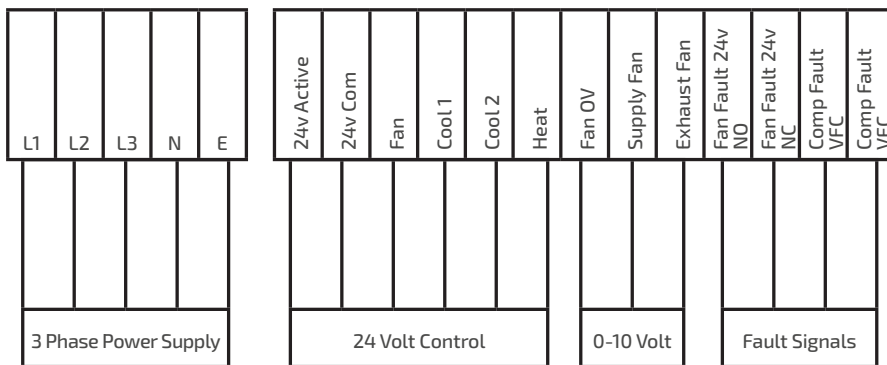 L1
L2
L3
N
E
24v Active
24v Com
Fan
Cool 1
Cool 2
Heat
Fan 0V
Supply Fan
Exhaust Fan
Fan Fault 24v
NO
Fan Fault 24v
NC
Comp Fault
VFC
Comp Fault
VFC
3 Phase Power Supply
24 Volt Control
0-10 Volt
Fault Signals